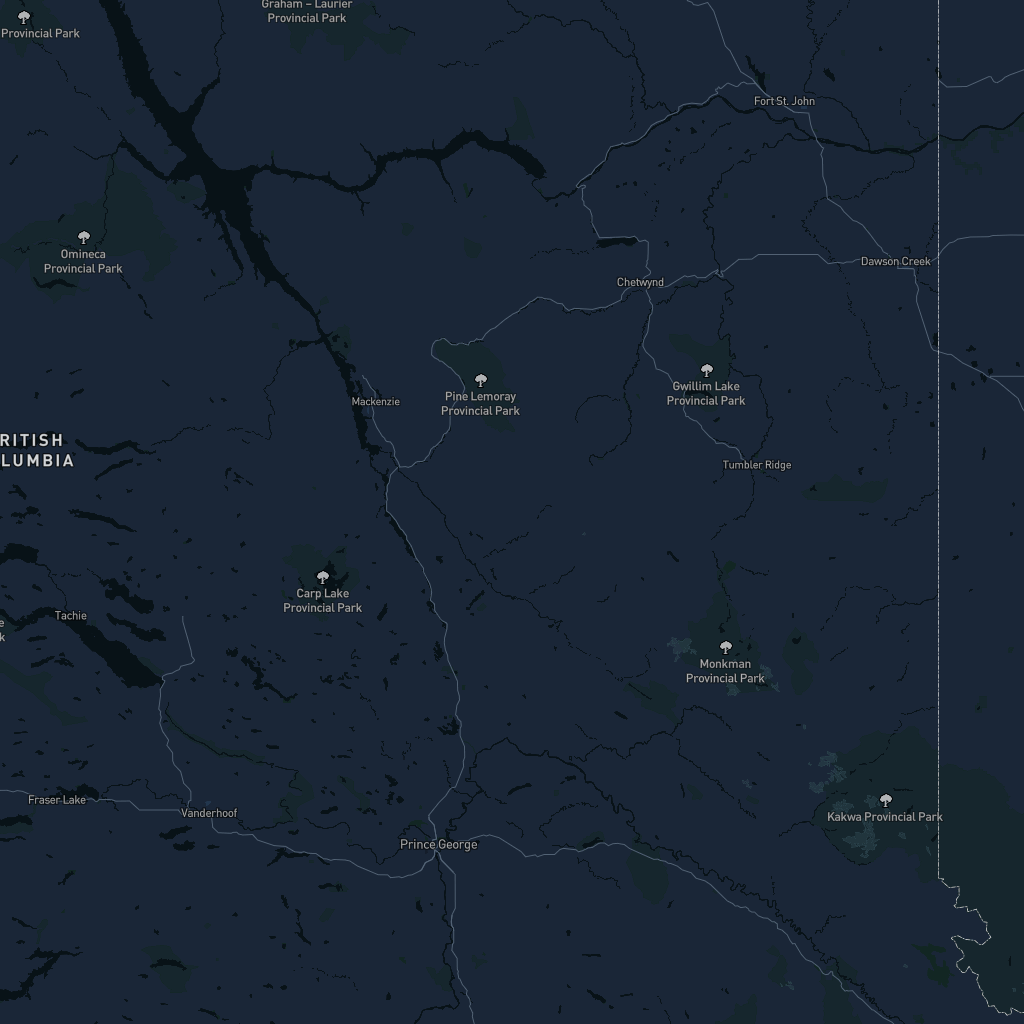 Graham – Laurier
Provincial Park
Provincial Park
Fort St. John
Omineca
Provincial Park
Dawson Creek
Chetwynd
Gwillim Lake
Provincial Park
Pine Lemoray
Provincial Park
Mackenzie
RITISH
LUMBIA
Tumbler Ridge
Carp Lake
Provincial Park
Tachie
e
k
Monkman
Provincial Park
Fraser Lake
Vanderhoof
Kakwa Provincial Park
Prince George